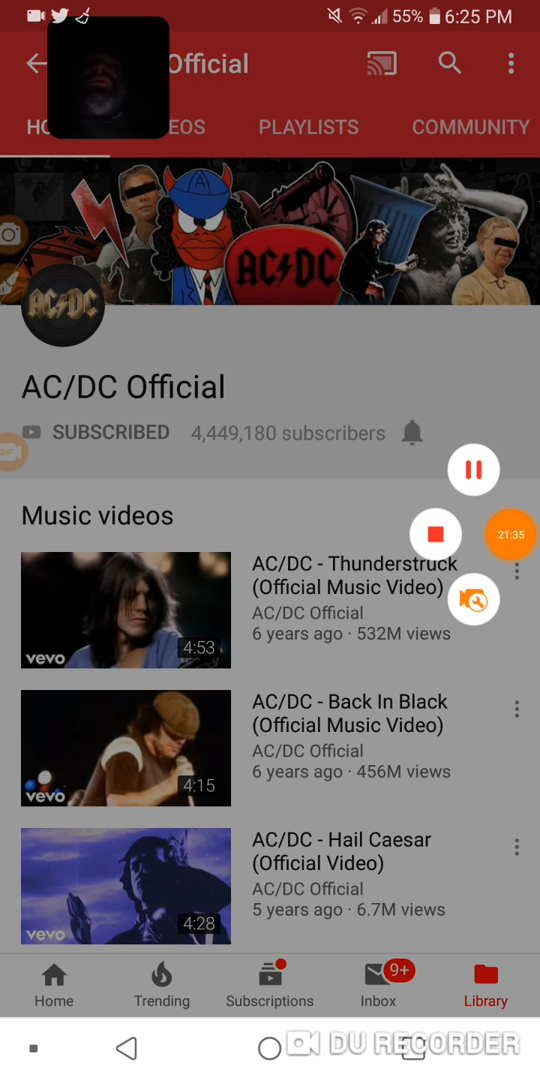 55% 6:25 PM
Official
HO EOS PLAYLISTS COMMUNITY
A
AC DC
AC DC
AC/DC Official
SUBSCRIBED 4,449,180 subscribers
GIF
Music videos
21:35
AC/DC - Thunderstruck
(Official Music Video)
AC/DC Official
6 years ago · 532M views
vevo 4:53
AC/DC - Back In Black
(Official Music Video)
AC/DC Official
6 years ago · 456M views
vevo 4:15
AC/DC - Hail Caesar
(Official Video)
AC/DC Official
5 years ago · 6.7M views
vevo 4:28
9+
Home Trending Subscriptions Inbox Library
DU RECORDER